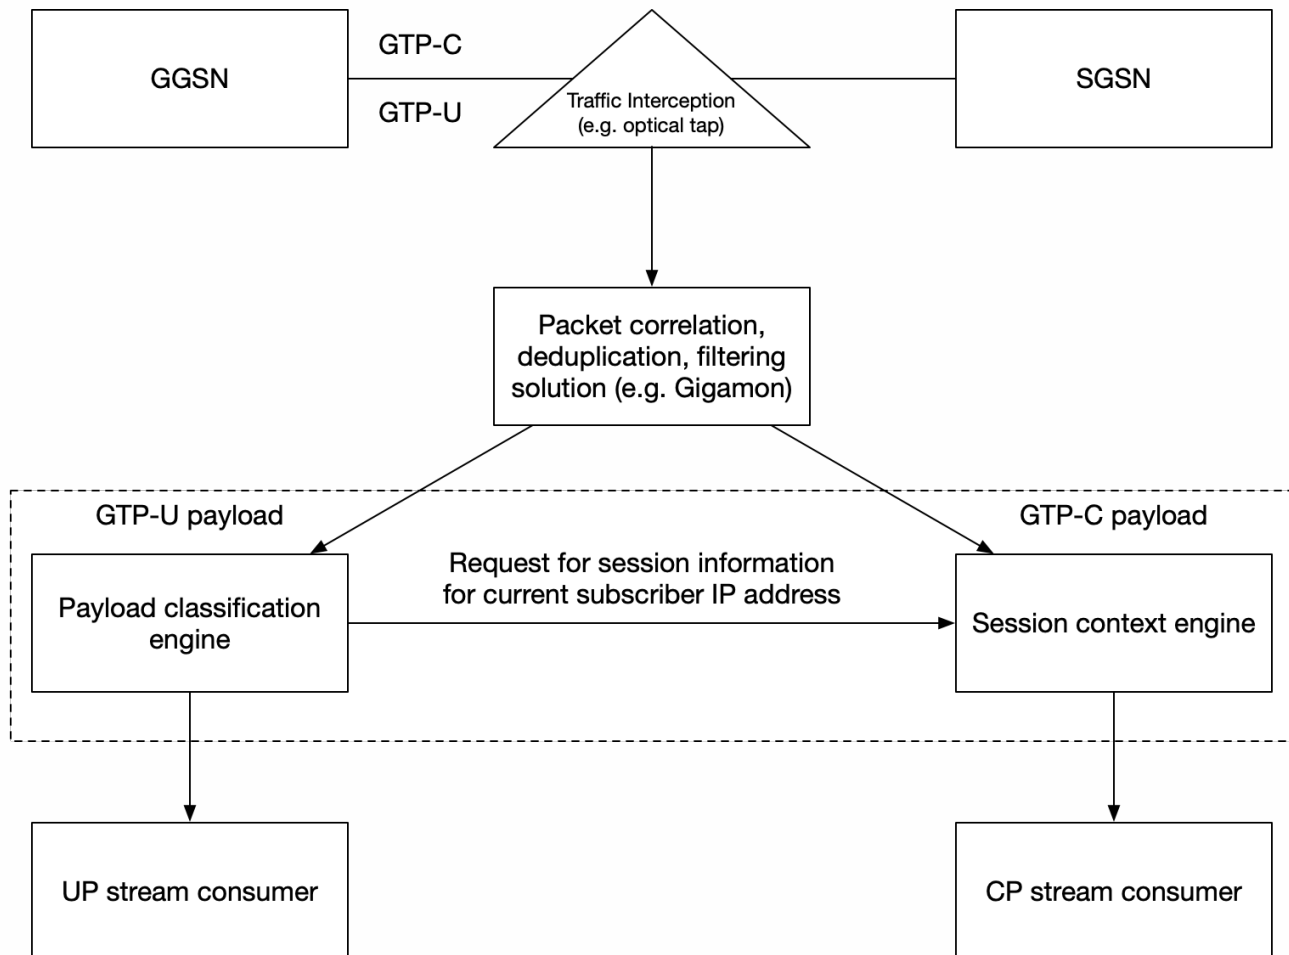 GGSN
GTP-C
GTP-U
Traffic Interception
(e.g. optical tap)
SGSN
Packet correlation,
deduplication, filtering
solution (e.g. Gigamon)
GTP-U payload
GTP-C payload
Request for session information
for current subscriber IP address
Payload classification
engine
Session context engine
UP stream consumer
CP stream consumer